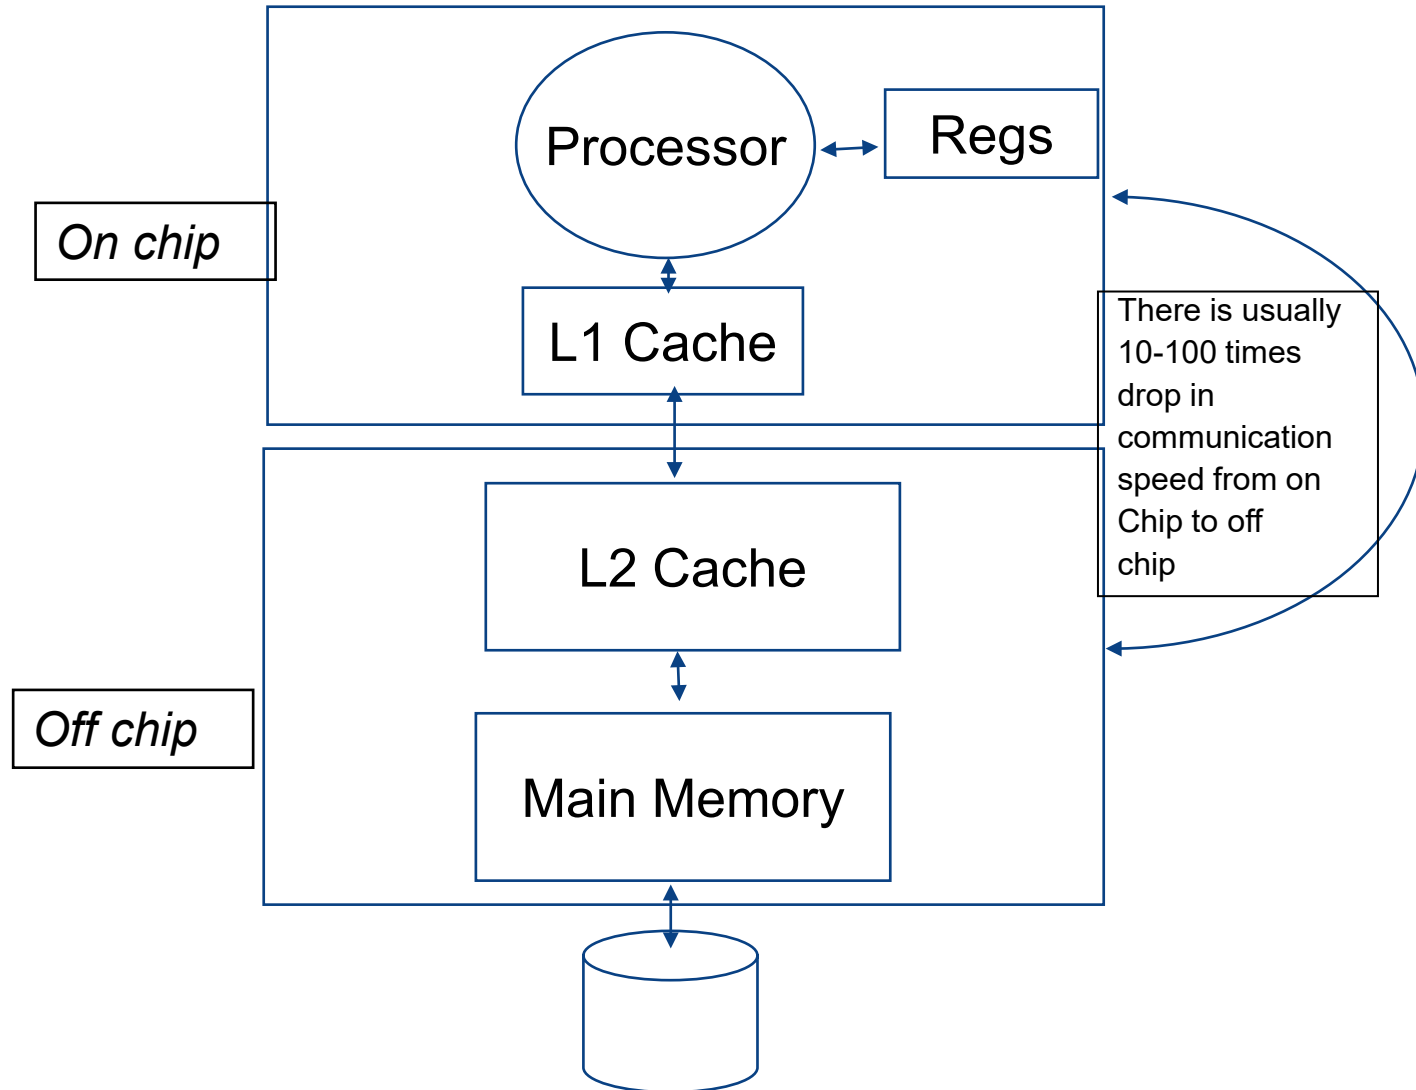 Processor
Regs
On chip
L1 Cache
There is usually
10-100 times
drop in
communication
speed from on
Chip to off
chip
L2 Cache
Off chip
Main Memory